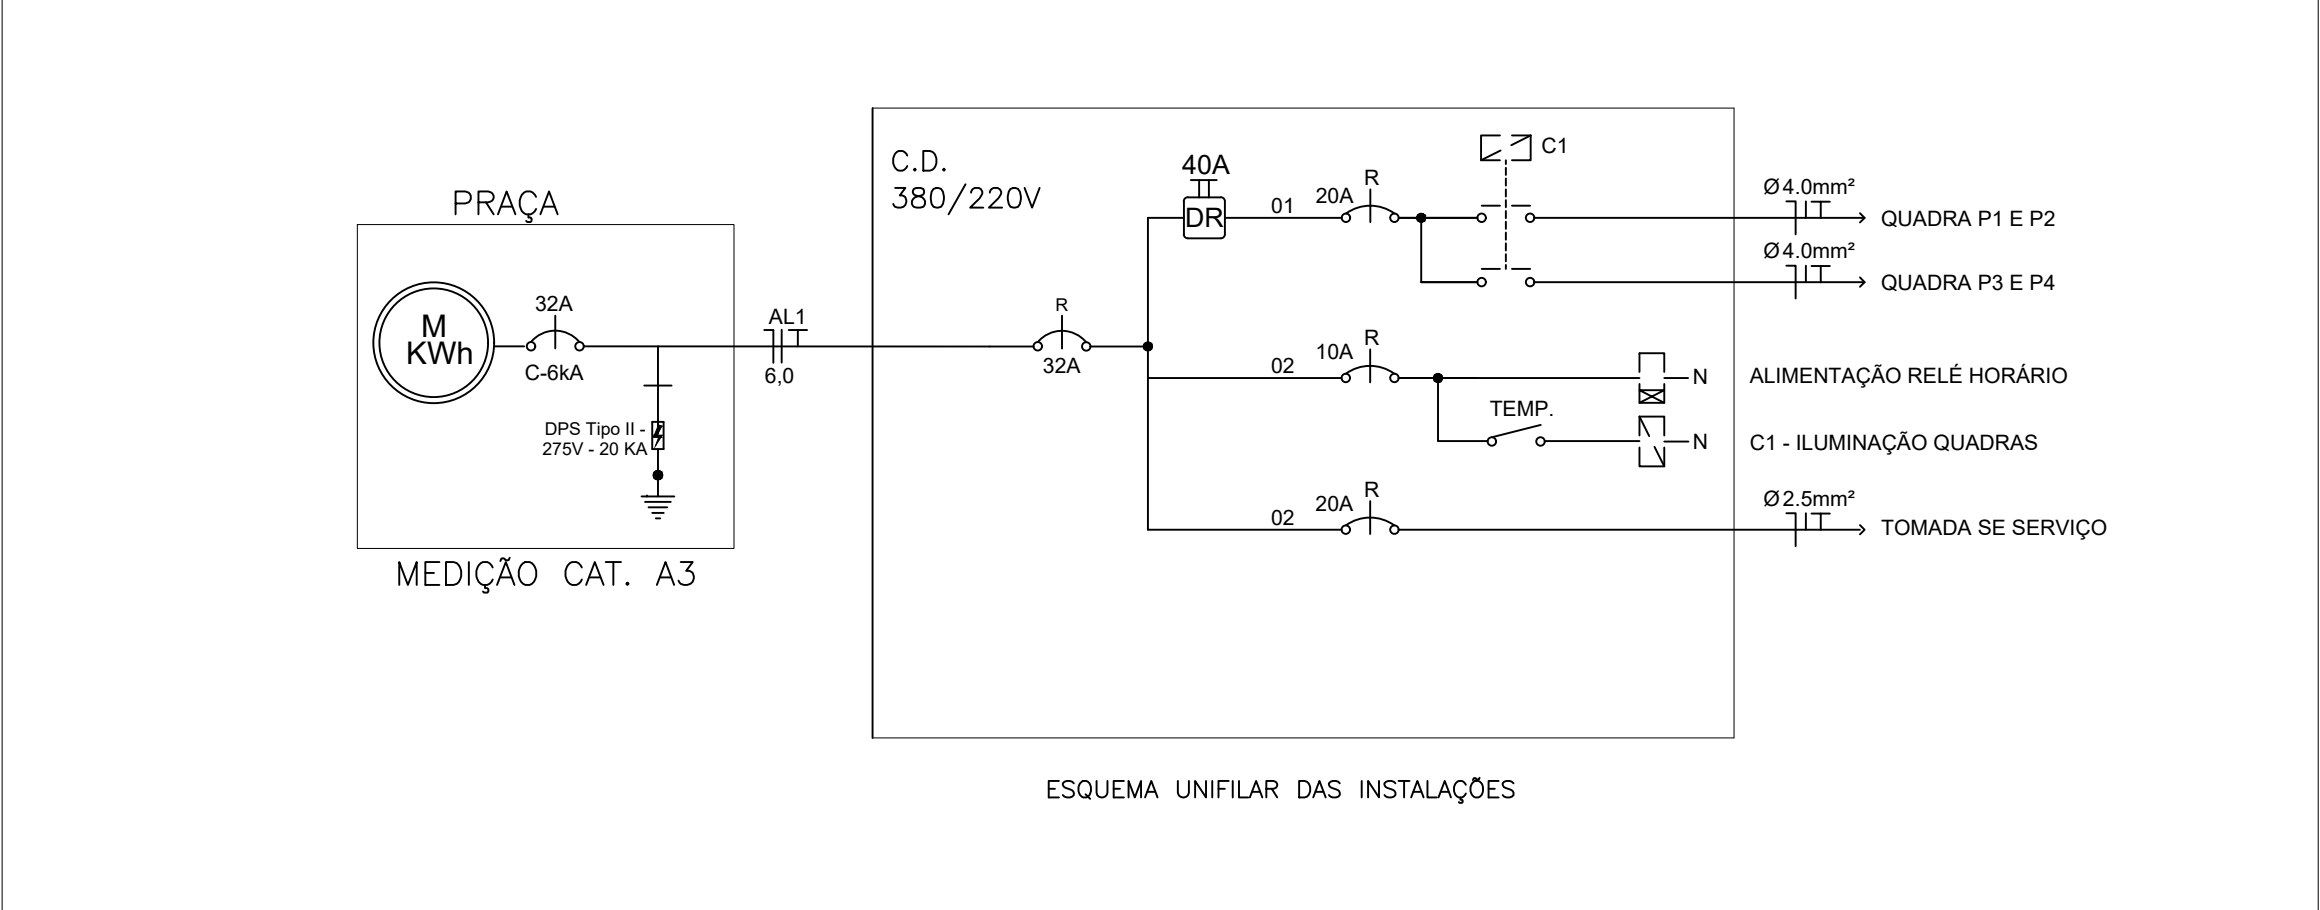 PRAÇA
M
KWh
32A
C-6kA
DPS Tipo II -
275V - 20 KA
MEDIÇÃO CAT. A3
AL1
6,0
C.D.
380/220V
R
32A
40A
DR
01
20A
R
C1
Ø4.0mm²
QUADRA P1 E P2
Ø4.0mm²
QUADRA P3 E P4
02
10A
R
N
ALIMENTAÇÃO RELÉ HORÁRIO
TEMP.
N
C1 - ILUMINAÇÃO QUADRAS
02
20A
R
Ø2.5mm²
TOMADA SE SERVIÇO
ESQUEMA UNIFILAR DAS INSTALAÇÕES